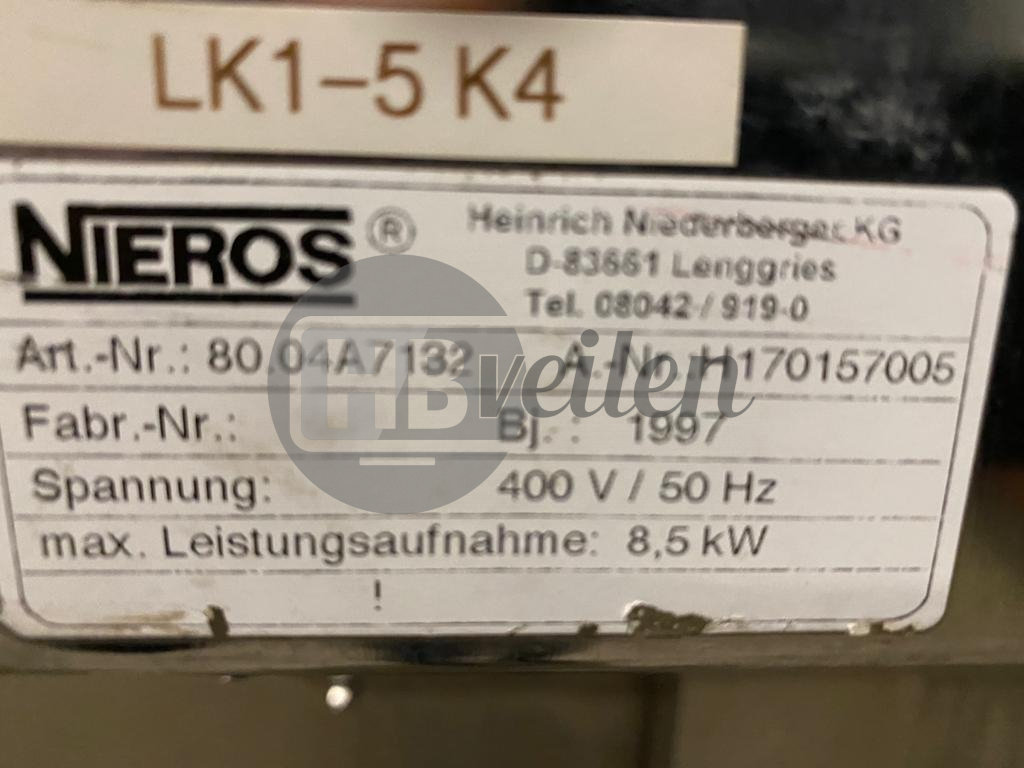 LK1-5 K4
NIEROS ®
Heinrich Niederberger KG
D-83661 Lenggries
Tel. 08042 / 919-0
Art.-Nr.: 80.04A7132 A.-Nr.:H170157005
Fabr.-Nr.: Bj. : 1997
Spannung: 400 V / 50 Hz
max. Leistungsaufnahme: 8,5 kW
!
HBveilen